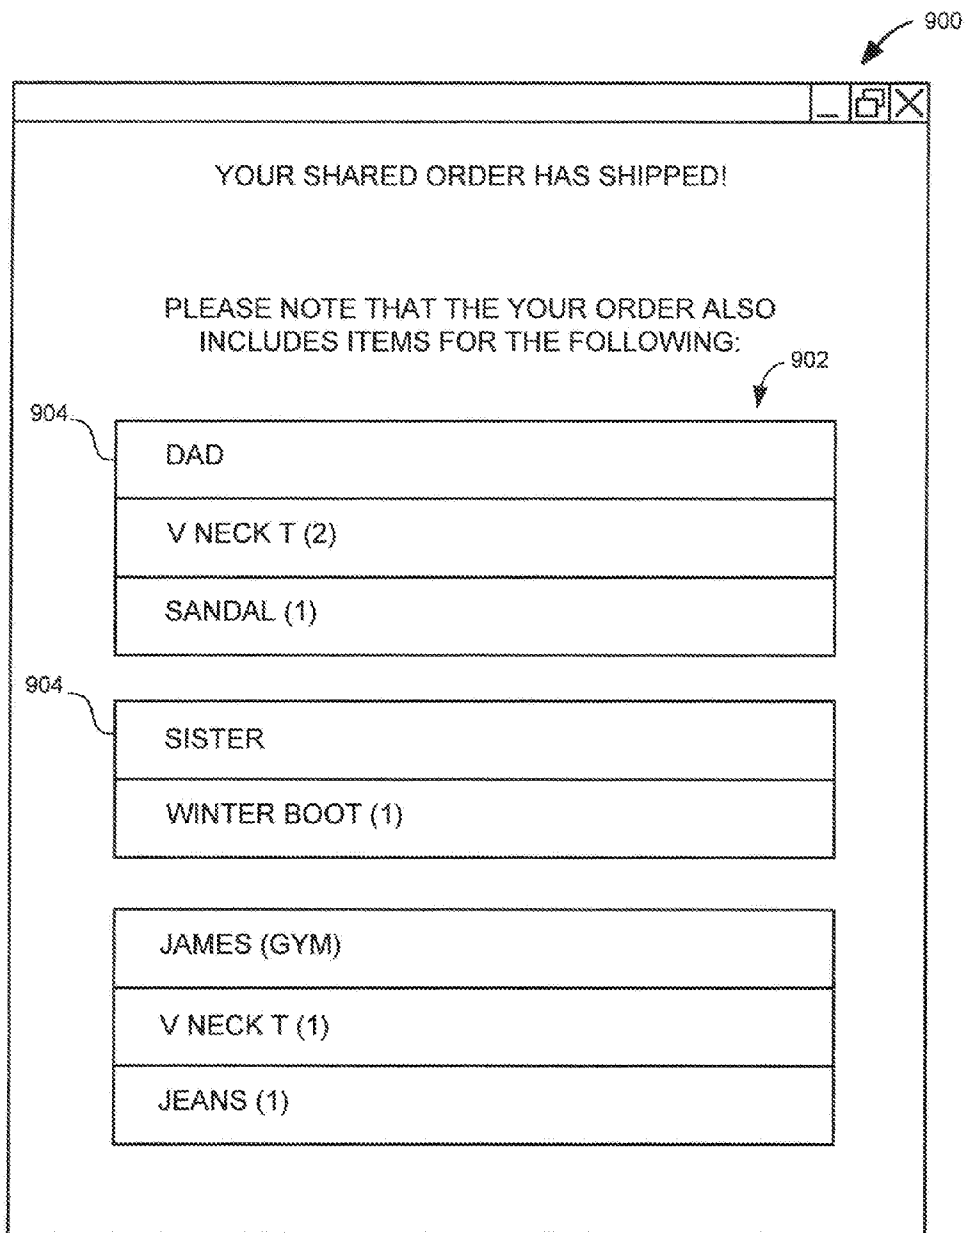 900
YOUR SHARED ORDER HAS SHIPPED!
PLEASE NOTE THAT THE YOUR ORDER ALSO
INCLUDES ITEMS FOR THE FOLLOWING:
902
904
DAD
V NECK T (2)
SANDAL (1)
904
SISTER
WINTER BOOT (1)
JAMES (GYM)
V NECK T (1)
JEANS (1)